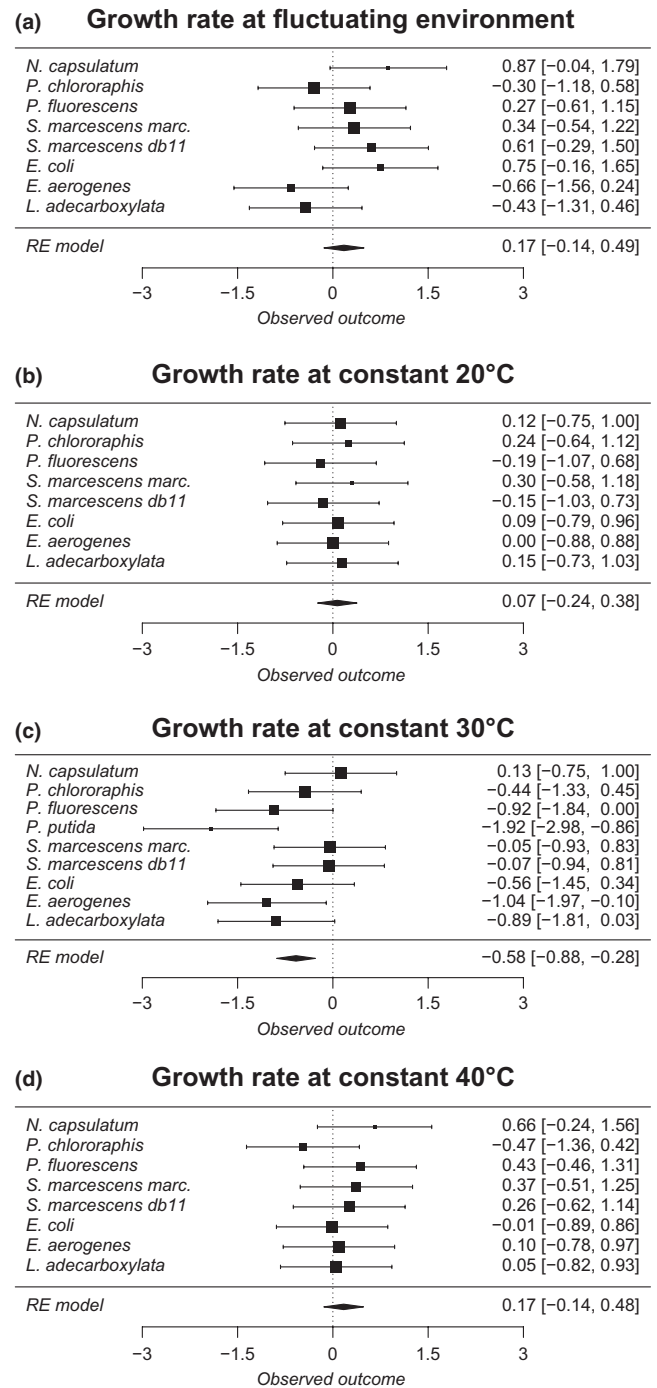 (a) Growth rate at fluctuating environment
N. capsulatum 0.87 [−0.04, 1.79]
P. chlororaphis −0.30 [−1.18, 0.58]
P. fluorescens 0.27 [−0.61, 1.15]
S. marcescens marc. 0.34 [−0.54, 1.22]
S. marcescens db11 0.61 [−0.29, 1.50]
E. coli 0.75 [−0.16, 1.65]
E. aerogenes −0.66 [−1.56, 0.24]
L. adecarboxylata −0.43 [−1.31, 0.46]
RE model 0.17 [−0.14, 0.49]
−3 −1.5 0 1.5 3
Observed outcome
(b) Growth rate at constant 20°C
N. capsulatum 0.12 [−0.75, 1.00]
P. chlororaphis 0.24 [−0.64, 1.12]
P. fluorescens −0.19 [−1.07, 0.68]
S. marcescens marc. 0.30 [−0.58, 1.18]
S. marcescens db11 −0.15 [−1.03, 0.73]
E. coli 0.09 [−0.79, 0.96]
E. aerogenes 0.00 [−0.88, 0.88]
L. adecarboxylata 0.15 [−0.73, 1.03]
RE model 0.07 [−0.24, 0.38]
−3 −1.5 0 1.5 3
Observed outcome
(c) Growth rate at constant 30°C
N. capsulatum 0.13 [−0.75, 1.00]
P. chlororaphis −0.44 [−1.33, 0.45]
P. fluorescens −0.92 [−1.84, 0.00]
P. putida −1.92 [−2.98, −0.86]
S. marcescens marc. −0.05 [−0.93, 0.83]
S. marcescens db11 −0.07 [−0.94, 0.81]
E. coli −0.56 [−1.45, 0.34]
E. aerogenes −1.04 [−1.97, −0.10]
L. adecarboxylata −0.89 [−1.81, 0.03]
RE model −0.58 [−0.88, −0.28]
−3 −1.5 0 1.5 3
Observed outcome
(d) Growth rate at constant 40°C
N. capsulatum 0.66 [−0.24, 1.56]
P. chlororaphis −0.47 [−1.36, 0.42]
P. fluorescens 0.43 [−0.46, 1.31]
S. marcescens marc. 0.37 [−0.51, 1.25]
S. marcescens db11 0.26 [−0.62, 1.14]
E. coli −0.01 [−0.89, 0.86]
E. aerogenes 0.10 [−0.78, 0.97]
L. adecarboxylata 0.05 [−0.82, 0.93]
RE model 0.17 [−0.14, 0.48]
−3 −1.5 0 1.5 3
Observed outcome